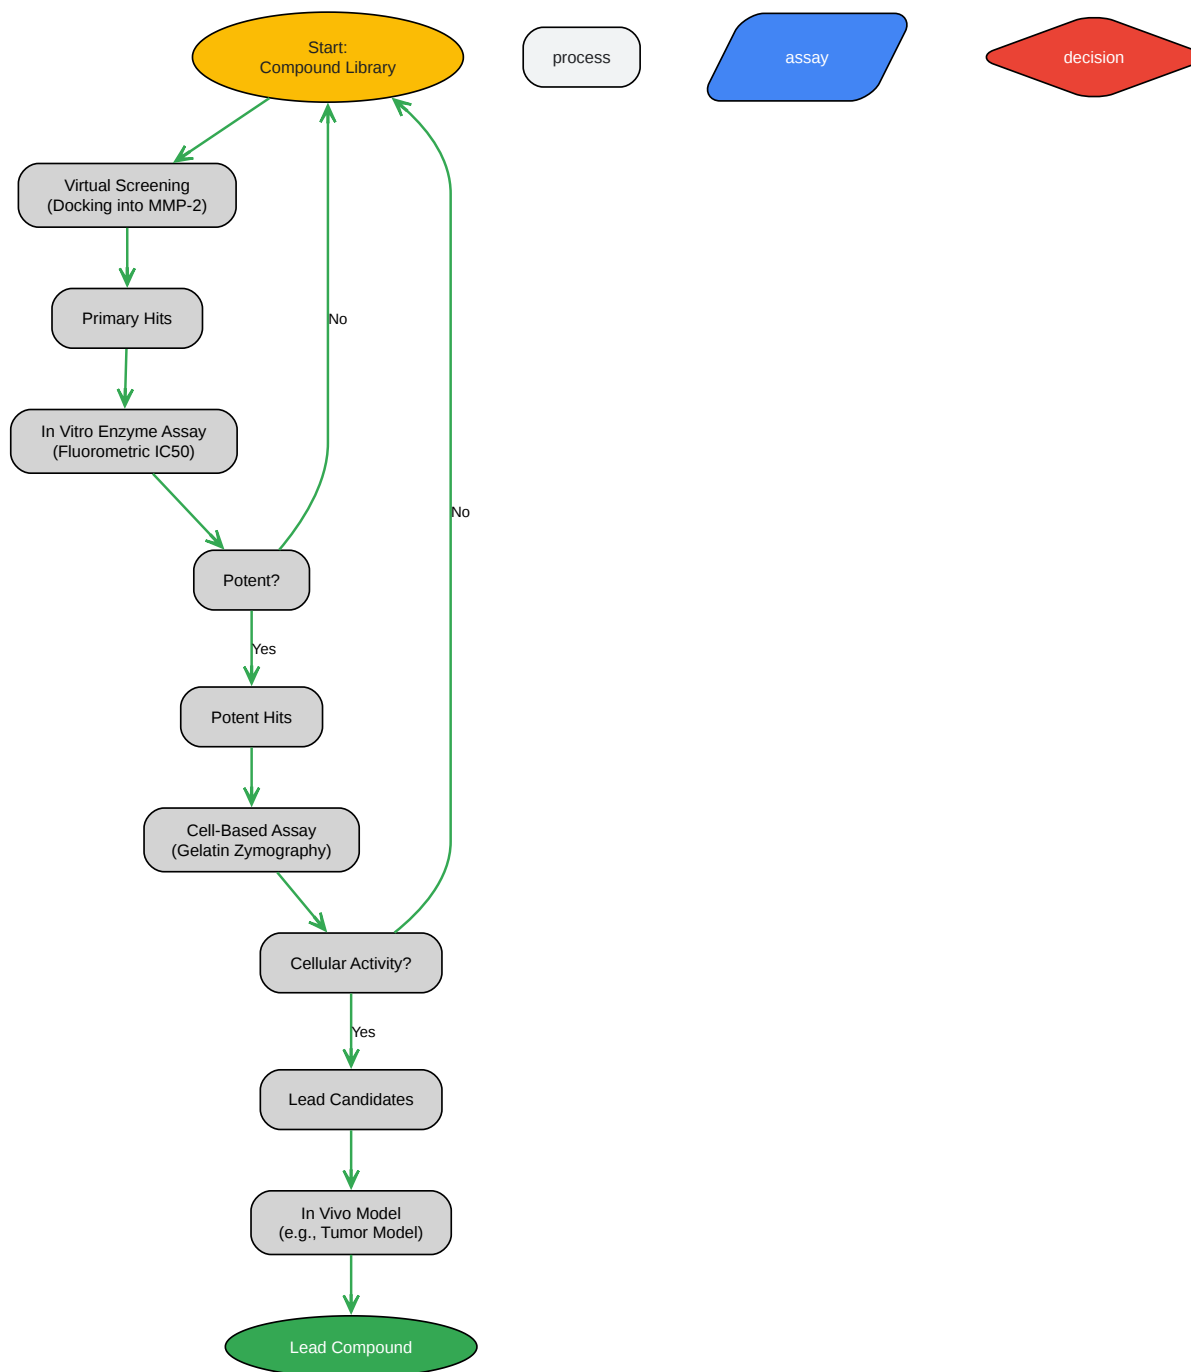 Start:
Compound Library
process
assay
decision
Virtual Screening
(Docking into MMP-2)
Primary Hits
No
In Vitro Enzyme Assay
(Fluorometric IC50)
No
Potent?
Yes
Potent Hits
Cell-Based Assay
(Gelatin Zymography)
Cellular Activity?
Yes
Lead Candidates
In Vivo Model
(e.g., Tumor Model)
Lead Compound